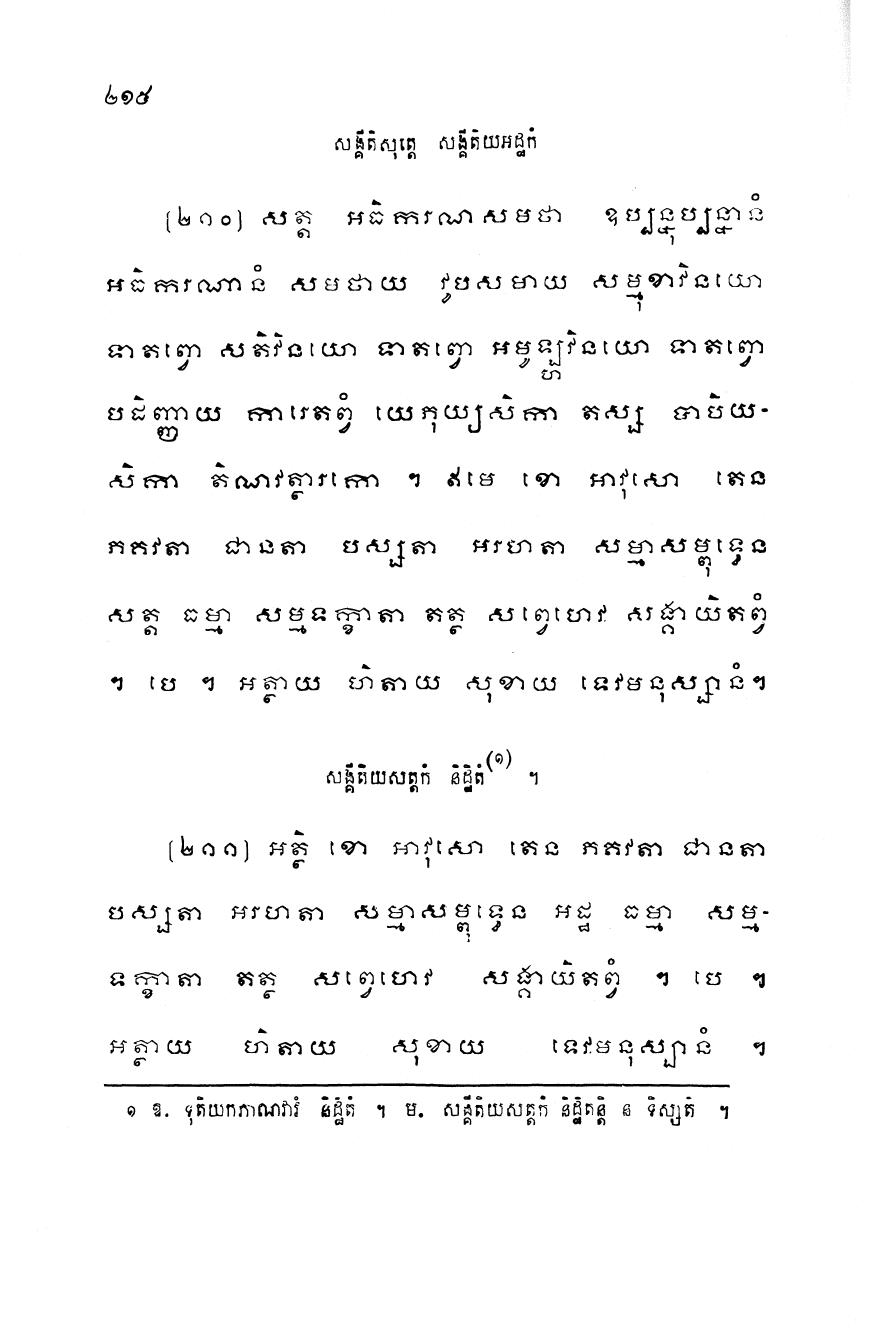 ២១៥
សង្គីតិសុត្តេ សង្គីតិយអដ្ឋកំ
(២១០) សត្ត អធិករណសមថា ឧប្បន្នុប្បន្នានំ
អធិករណានំ សមថាយ វូបសមាយ សម្មុខាវិនយោ
ទាតព្វោ សតិវិនយោ ទាតព្វោ អមូឡ្ហវិនយោ ទាតព្វោ
បដិញ្ញាយ ការេតព្វំ យេភុយ្យសិកា តស្ស បាបិយ-
សិកា តិណវត្ថារកោ ។ ឥមេ ខោ អាវុសោ តេន
ភគវតា ជានតា បស្សតា អរហតា សម្មាសម្ពុទ្ធេន
សត្ត ធម្មា សម្មទក្ខាតា តត្ថ សព្វេហេវ សង្គាយិតព្វំ
។ បេ ។ អត្ថាយ ហិតាយ សុខាយ ទេវមនុស្សានំ។
សង្គីតិយសត្តកំ និដ្ឋិតំ(១) ។
(២១១) អត្ថិ ខោ អាវុសោ តេន ភគវតា ជានតា
បស្សតា អរហតា សម្មាសម្ពុទ្ធេន អដ្ឋ ធម្មា សម្ម-
ទក្ខាតា តត្ថ សព្វេហេវ សង្គាយិតព្វំ ។ បេ ។
អត្ថាយ ហិតាយ សុខាយ ទេវមនុស្សានំ ។
១ ឱ. ទុតិយកភាណវារំ និដ្ឋិតំ ។ ម. សង្គីតិយសត្តកំ និដ្ឋិតន្តិ ន ទិស្សតិ ។